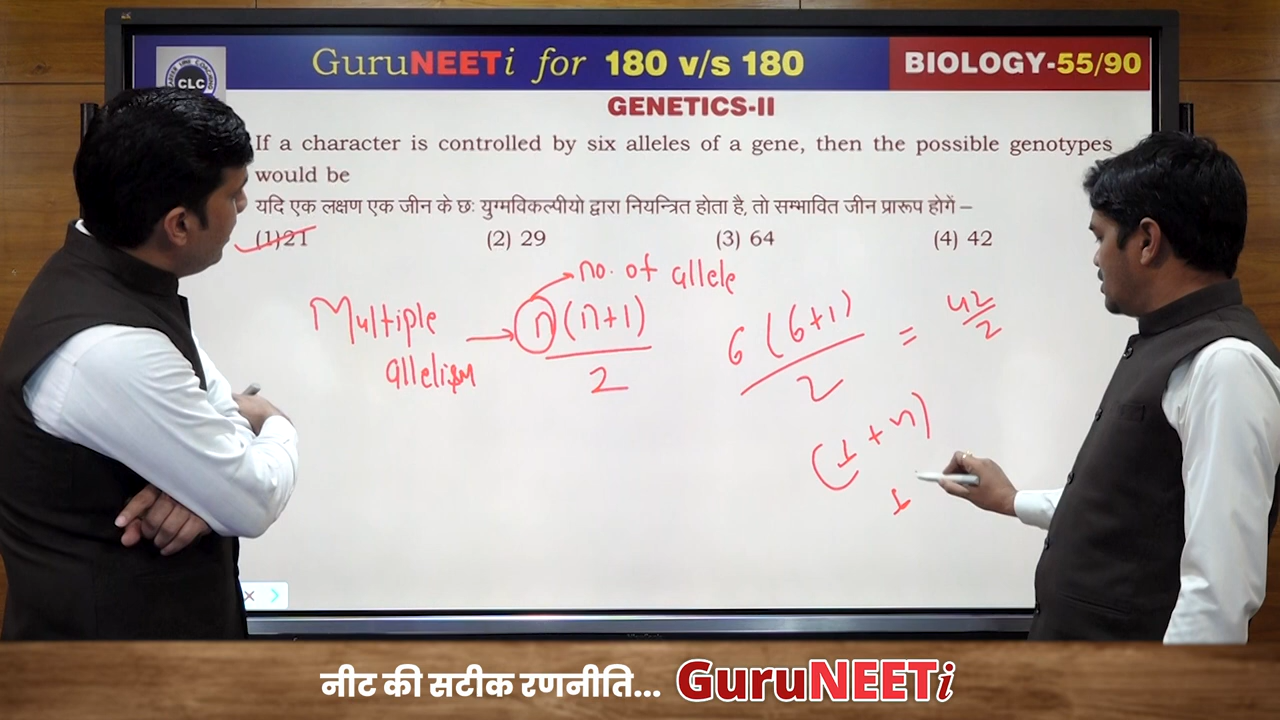 GuruNEETi for 180 v/s 180
BIOLOGY-55/90
CLC
GENETICS-II
If a character is controlled by six alleles of a gene, then the possible genotypes
would be
यदि एक लक्षण एक जीन के छः युग्मविकल्पीयो द्वारा नियन्त्रित होता है, तो सम्भावित जीन प्रारूप होगें –
(1) 21 (2) 29 (3) 64 (4) 42
no. of allele
Multiple
allelism
n(n+1)
2
6(6+1)
2
= 42/2
(1+n)
1
नीट की सटीक रणनीति... GuruNEETi